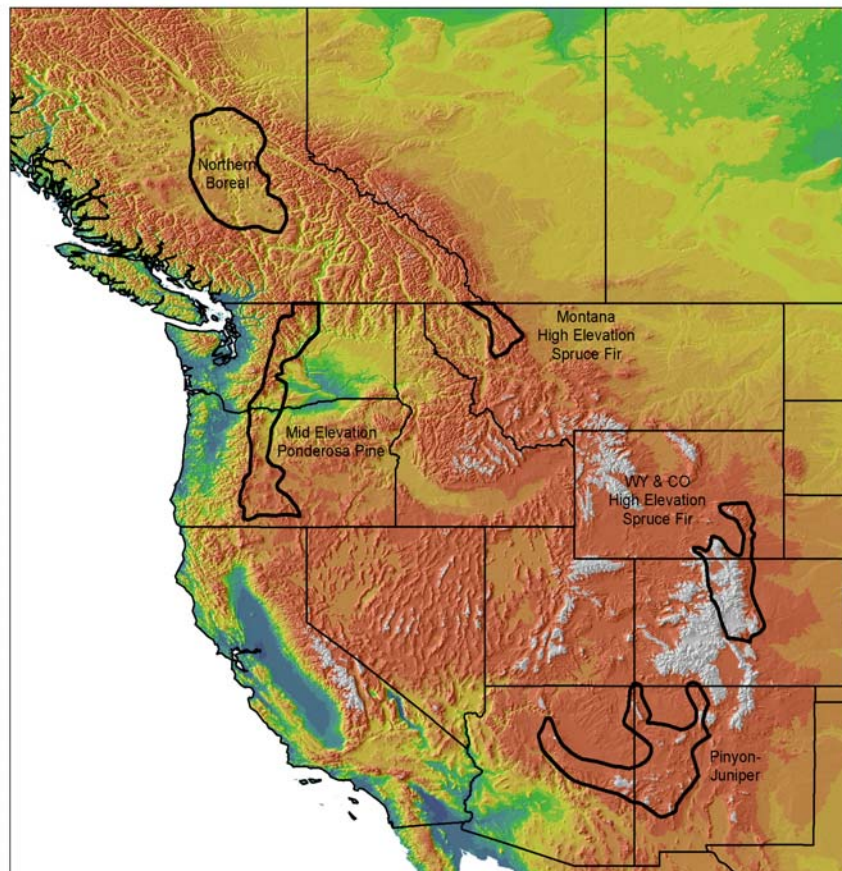 Northern
Boreal
Montana
High Elevation
Spruce Fir
Mid Elevation
Ponderosa Pine
WY & CO
High Elevation
Spruce Fir
Pinyon-
Juniper